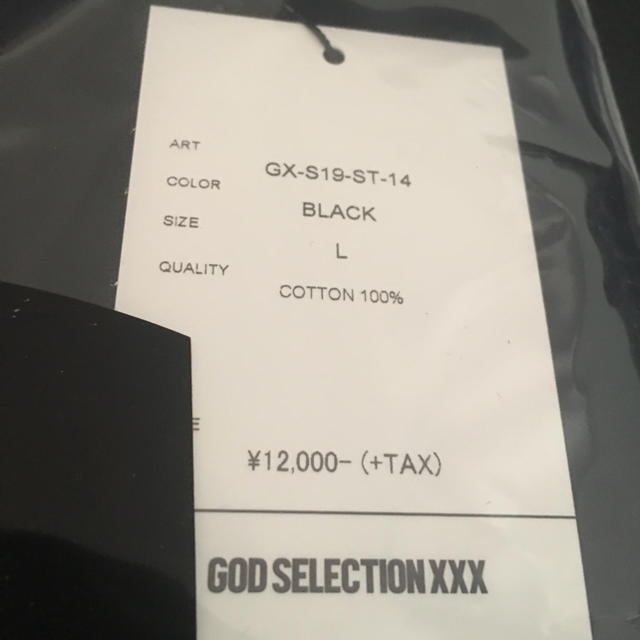 ART GX-S19-ST-14
COLOR BLACK
SIZE L
QUALITY COTTON 100%
¥12,000- (+TAX)
GOD SELECTION XXX